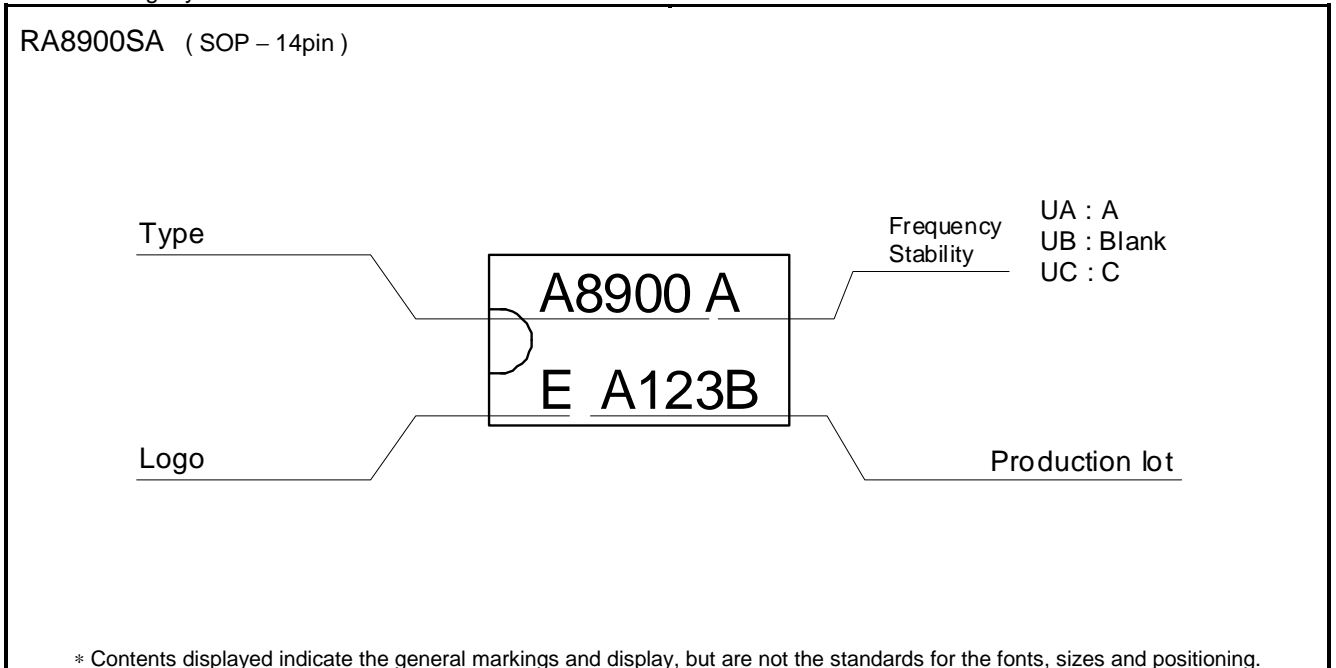 RA8900SA ( SOP – 14pin )
Type
Frequency
Stability
UA : A
UB : Blank
UC : C
A8900 A
E A123B
Logo
Production lot
* Contents displayed indicate the general markings and display, but are not the standards for the fonts, sizes and positioning.